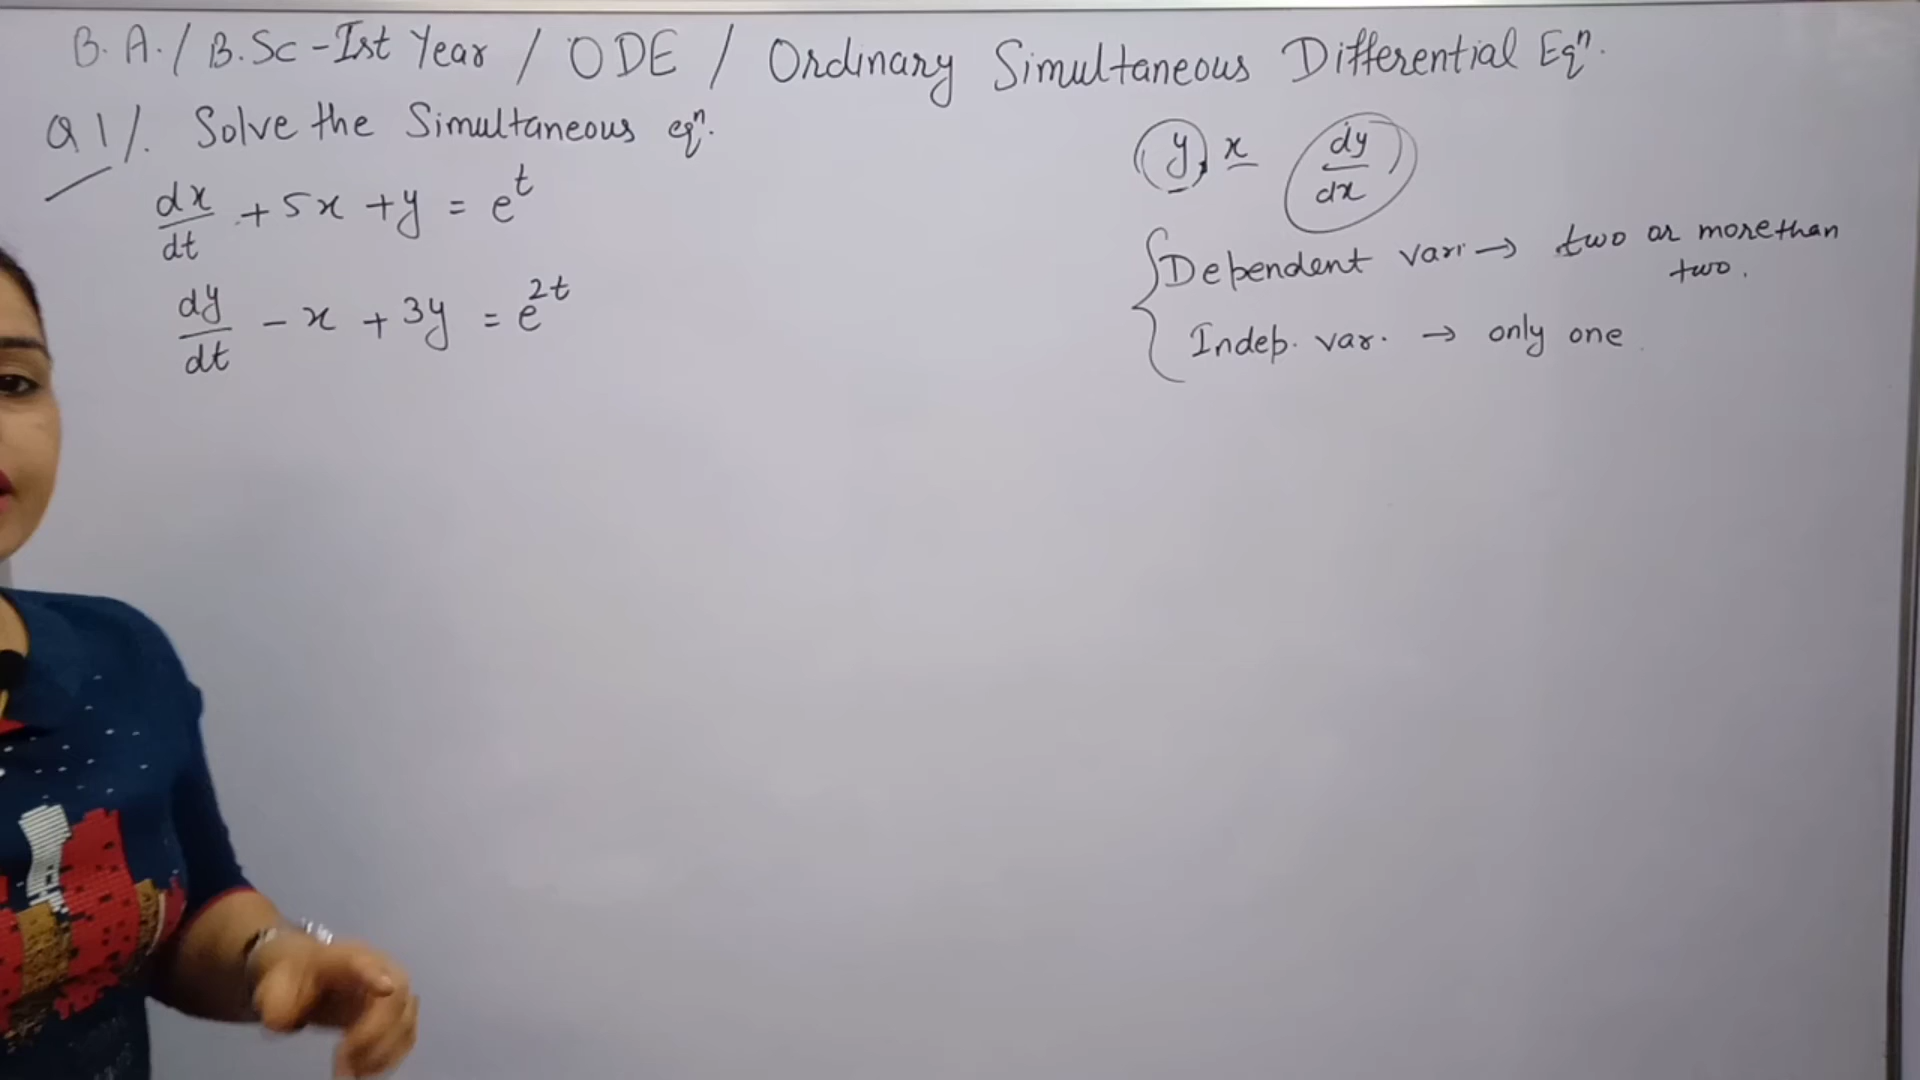 B.A./B.Sc-Ist Year / ODE / Ordinary Simultaneous Differential Eqⁿ.
Q1/. Solve the Simultaneous eqⁿ.
dx/dt + 5x + y = e^t
dy/dt - x + 3y = e^2t
y, x dy/dx
Dependent vari → two or more than
two.
Indep. var. → only one